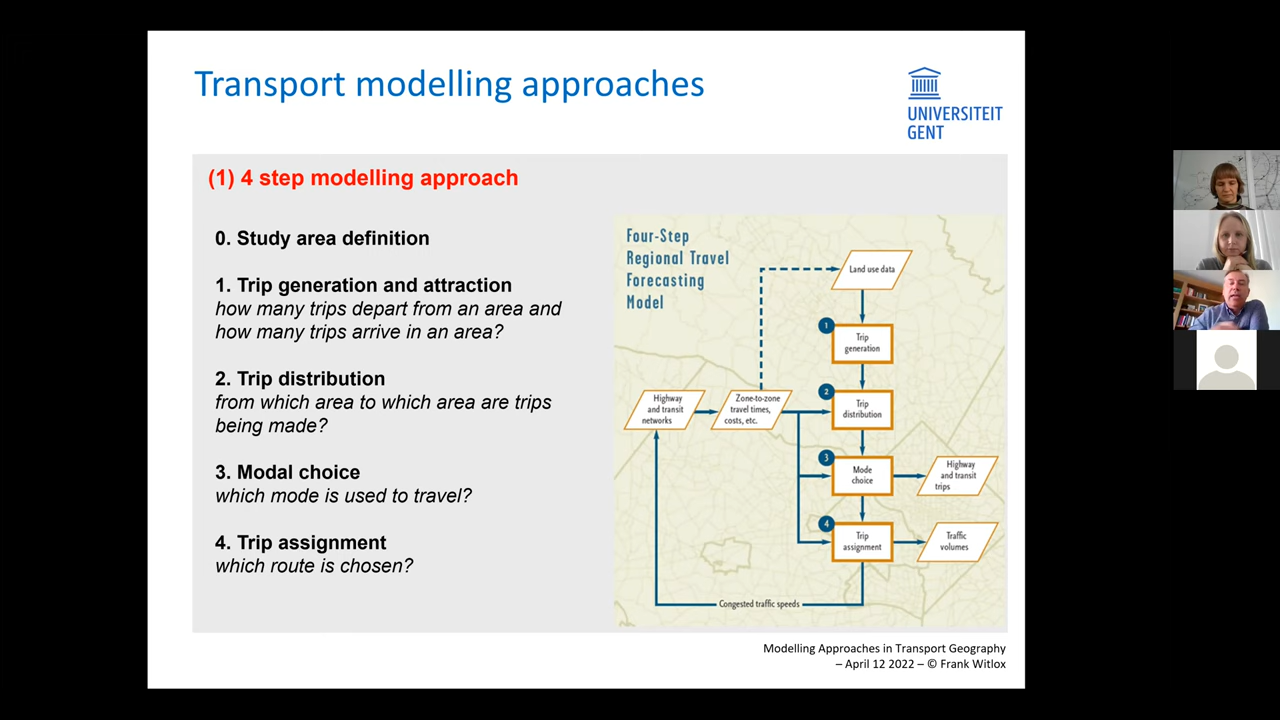 Transport modelling approaches
UNIVERSITEIT
GENT
(1) 4 step modelling approach
0. Study area definition
1. Trip generation and attraction
how many trips depart from an area and
how many trips arrive in an area?
2. Trip distribution
from which area to which area are trips
being made?
3. Modal choice
which mode is used to travel?
4. Trip assignment
which route is chosen?
Four-Step
Regional Travel
Forecasting
Model
Land use data
1
Trip
generation
Highway
and transit
networks
Zone-to-zone
travel times,
costs, etc.
2
Trip
distribution
3
Mode
choice
Highway
and transit
trips
4
Trip
assignment
Traffic
volumes
Congested traffic speeds
Modelling Approaches in Transport Geography
– April 12 2022 – © Frank Witlox